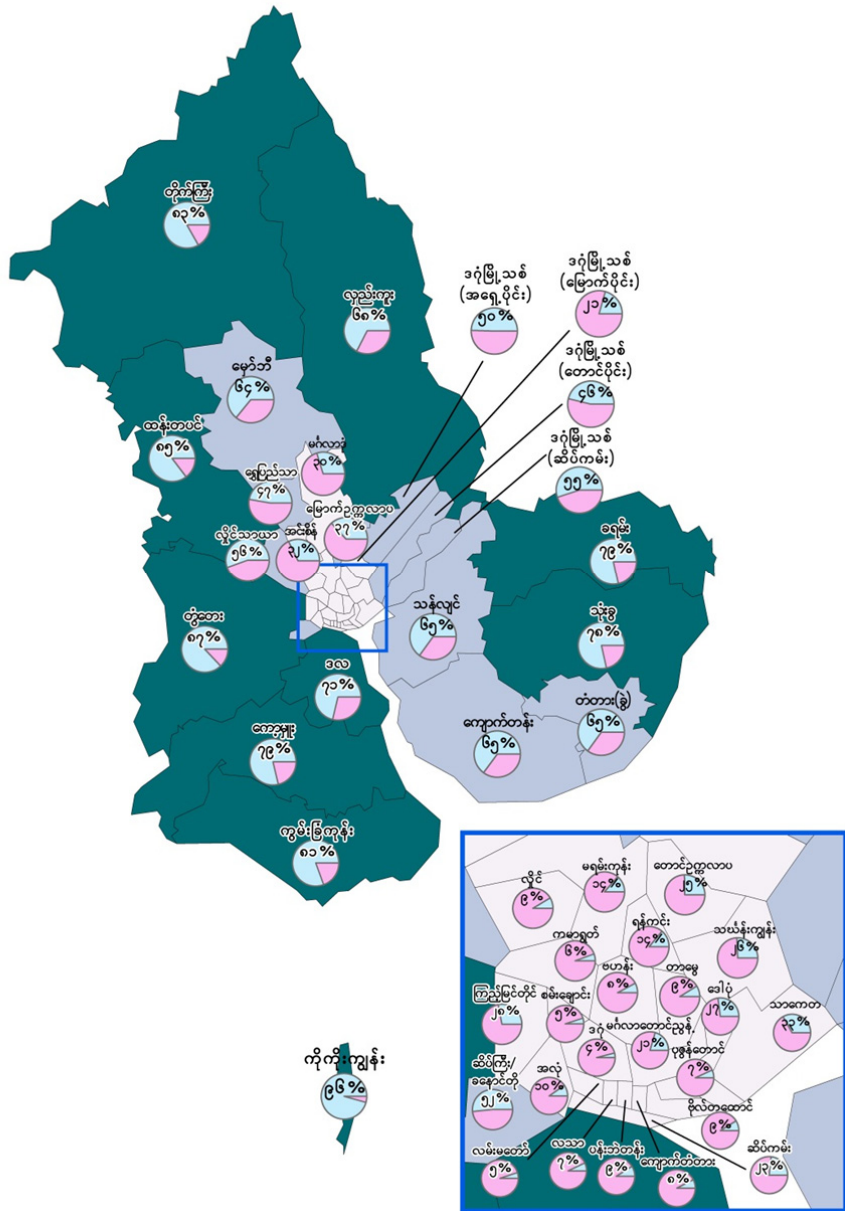 တိုက်ကြီး
၈၃%
လှည်းကူး
၆၈%
ဒဂုံမြို့သစ်
(အရှေ့ပိုင်း)
၅၀%
ဒဂုံမြို့သစ်
(မြောက်ပိုင်း)
၂၁%
ဒဂုံမြို့သစ်
(တောင်ပိုင်း)
၄၆%
ဒဂုံမြို့သစ်
(ဆိပ်ကမ်း)
၅၅%
မှော်ဘီ
၆၄%
ထန်းတပင်
၈၅%
မင်္ဂလာဒုံ
၃၀%
ရွှေပြည်သာ
၄၇%
မြောက်ဥက္ကလာပ
၃၇%
လှိုင်သာယာ
၅၆%
အင်းစိန်
၃၂%
ခရမ်း
၇၉%
တွံတေး
၈၇%
သန်လျင်
၆၅%
သုံးခွ
၇၈%
ဒလ
၇၁%
ကျောက်တန်း
၆၅%
တံတား(ခွဲ)
၆၅%
ကော့မှူး
၇၉%
ကွမ်းခြံကုန်း
၈၁%
လှိုင်
၉%
မရမ်းကုန်း
၁၄%
တောင်ဥက္ကလာပ
၂၅%
ကမာရွတ်
၆%
ရန်ကင်း
၁၄%
သင်္ဃန်းကျွန်း
၂၆%
ဗဟန်း
၈%
တာမွေ
၉%
ဒေါပုံ
၂၇%
သာကေတ
၃၃%
ကြည့်မြင်တိုင်
၂၈%
စမ်းချောင်း
၅%
ဒဂုံ
၄%
မင်္ဂလာတောင်ညွန့်
၂၁%
ပုဇွန်တောင်
၇%
ဆိပ်ကြီး/
ခနောင်တို
၅၂%
အလုံ
၁၀%
ဗိုလ်တထောင်
၉%
ကိုကိုးကျွန်း
၉၆%
လမ်းမတော်
၅%
လသာ
၇%
ပန်းဘဲတန်း
၉%
ကျောက်တံတား
၈%
ဆိပ်ကမ်း
၂၃%